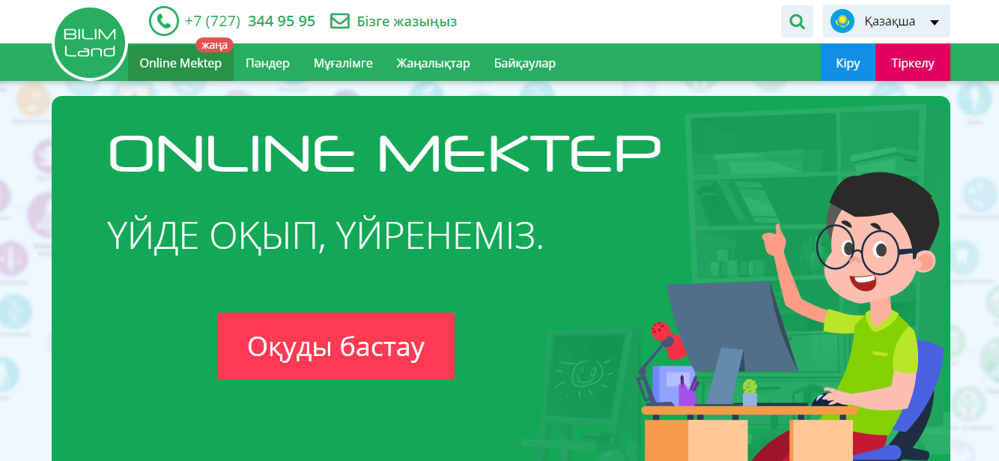 BILIM
Land
+7 (727) 344 95 95
Бізге жазыңыз
Қазақша
жаңа
Online Mektep
Пәндер
Мұғалімге
Жаңалықтар
Байқаулар
Кіру
Тіркелу
ONLINE MEKTEP
ҮЙДЕ ОҚЫП, ҮЙРЕНЕМІЗ.
Оқуды бастау